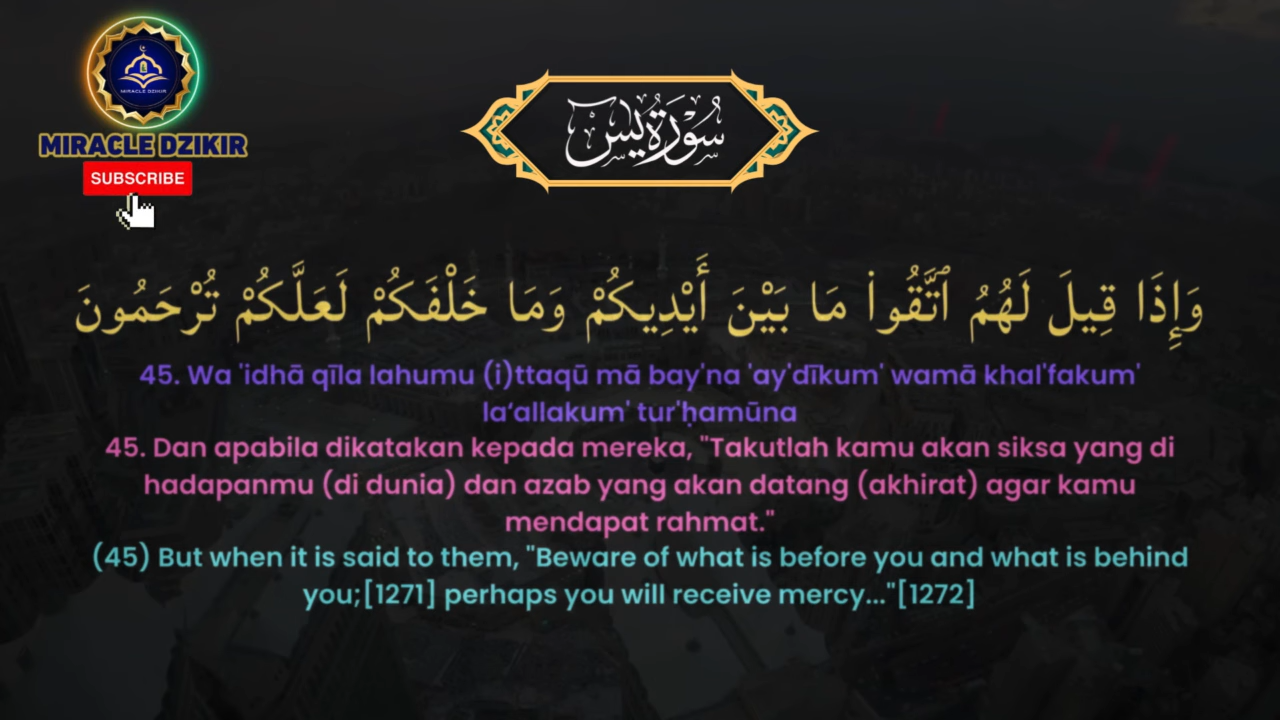 MIRACLE DZIKIR
MIRACLE DZIKIR
SUBSCRIBE
سُورَةُ يس
وَإِذَا قِيلَ لَهُمُ ٱتَّقُوا۟ مَا بَيْنَ أَيْدِيكُمْ وَمَا خَلْفَكُمْ لَعَلَّكُمْ تُرْحَمُونَ
45. Wa 'idhā qīla lahumu (i)ttaqū mā bay'na 'ay'dīkum' wamā khal'fakum'
la‘allakum' tur'ḥamūna
45. Dan apabila dikatakan kepada mereka, "Takutlah kamu akan siksa yang di
hadapanmu (di dunia) dan azab yang akan datang (akhirat) agar kamu
mendapat rahmat."
(45) But when it is said to them, "Beware of what is before you and what is behind
you;[1271] perhaps you will receive mercy..."[1272]